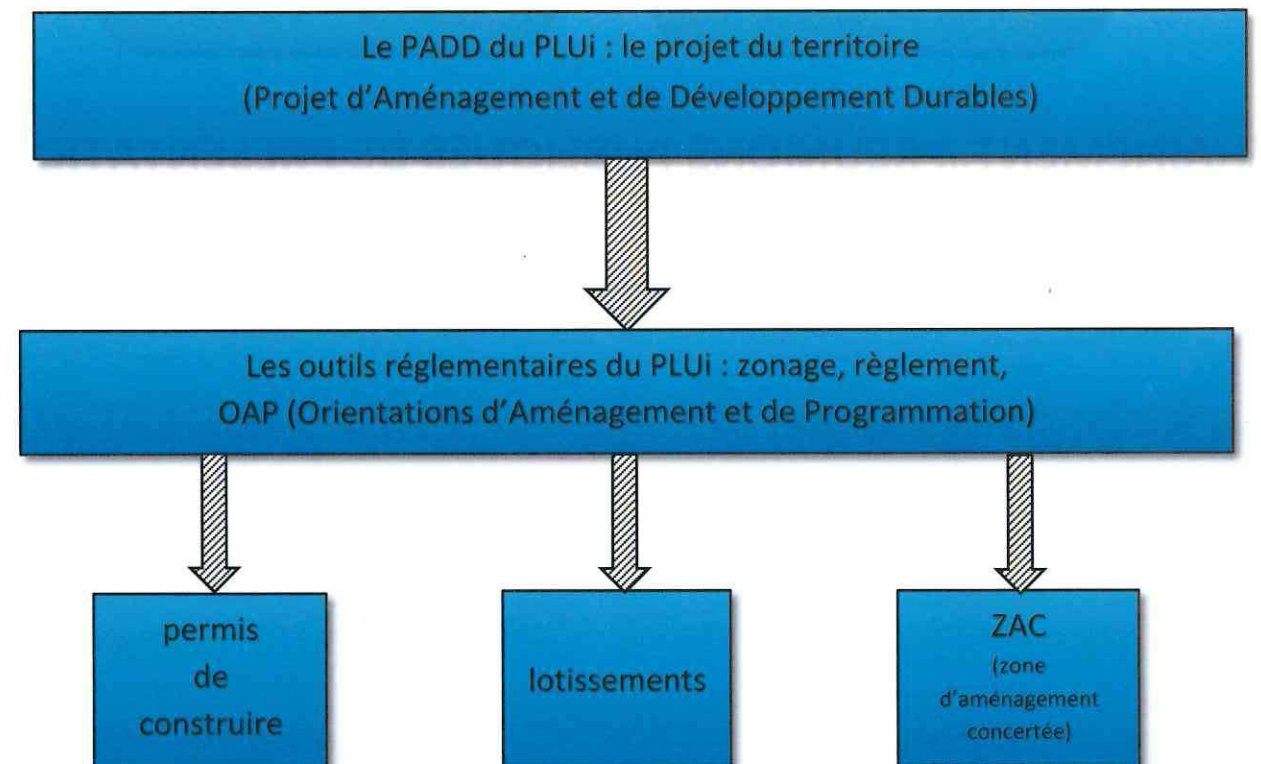 Le PADD du PLUi : le projet du territoire
(Projet d'Aménagement et de Développement Durables)
Les outils réglementaires du PLUi : zonage, règlement,
OAP (Orientations d'Aménagement et de Programmation)
permis
de
construire
lotissements
ZAC
(zone
d'aménagement
concertée)